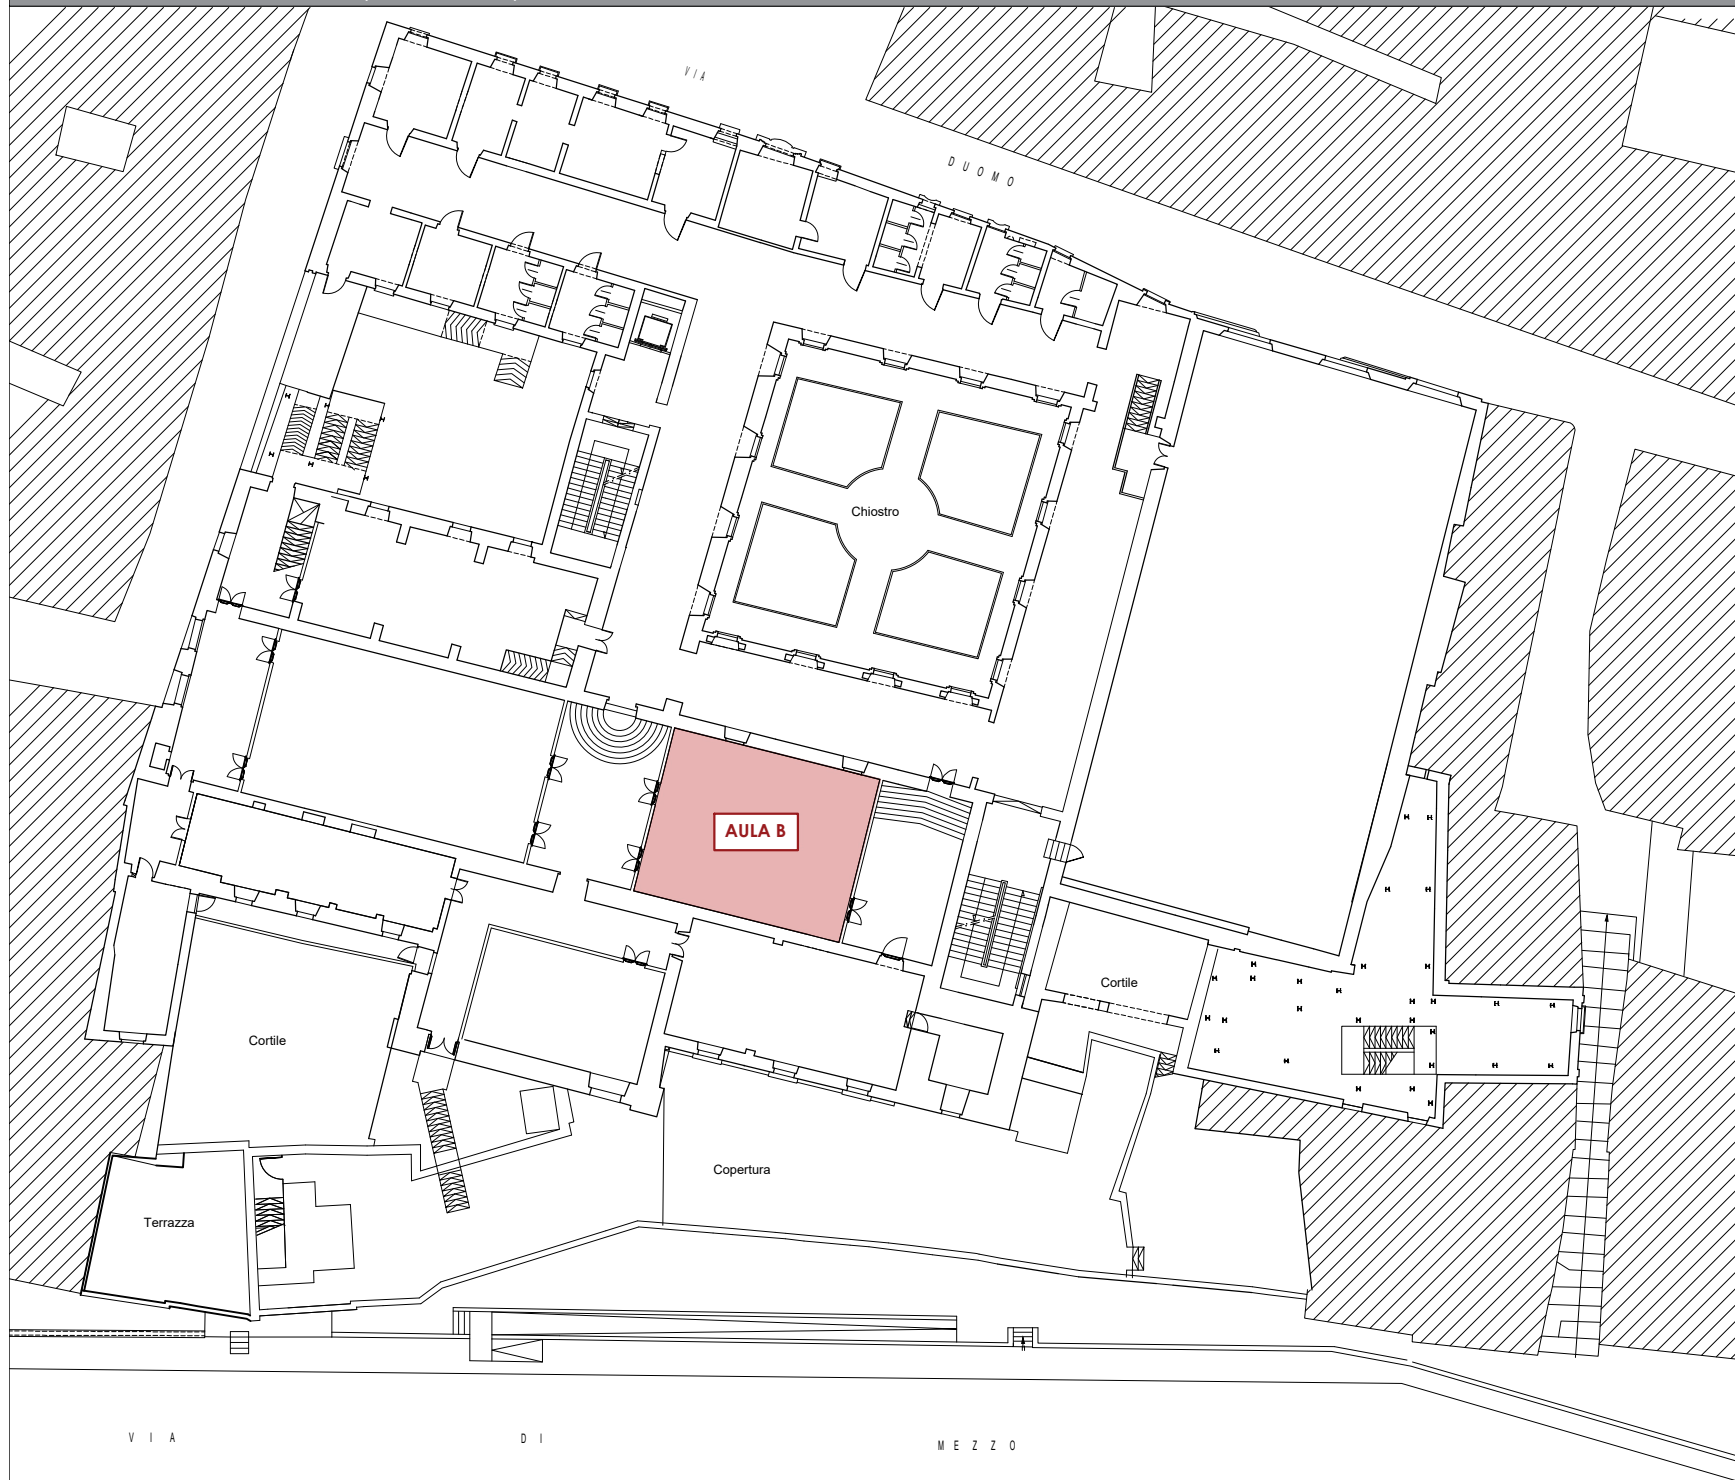 VIA
DUOMO
Chiostro
AULA B
Cortile
Cortile
Copertura
Terrazza
VIA DI MEZZO